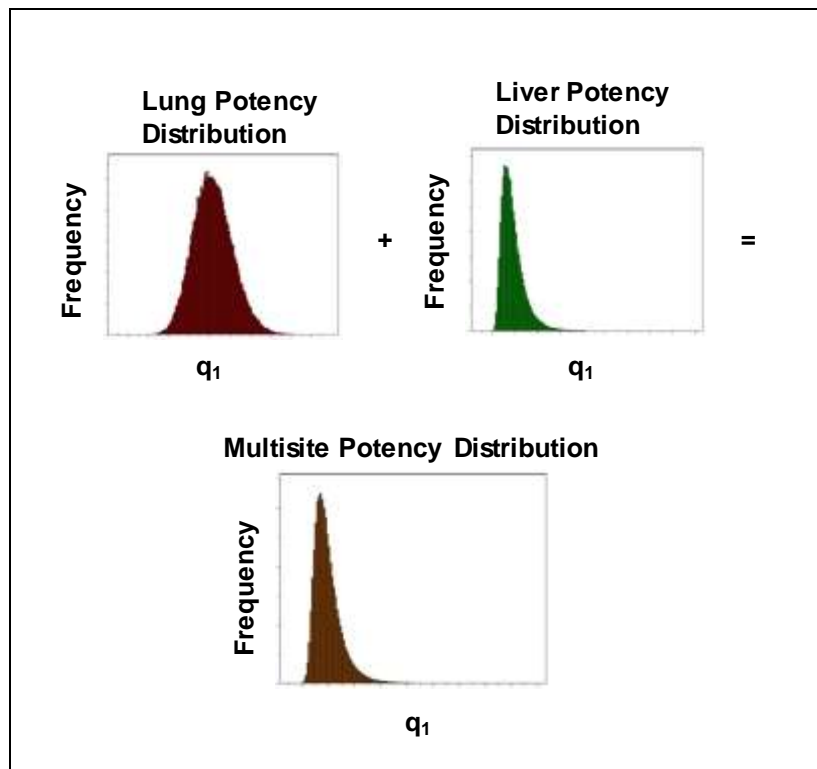 Lung Potency
Distribution
Frequency
q₁
+
Liver Potency
Distribution
Frequency
q₁
=
Multisite Potency Distribution
Frequency
q₁